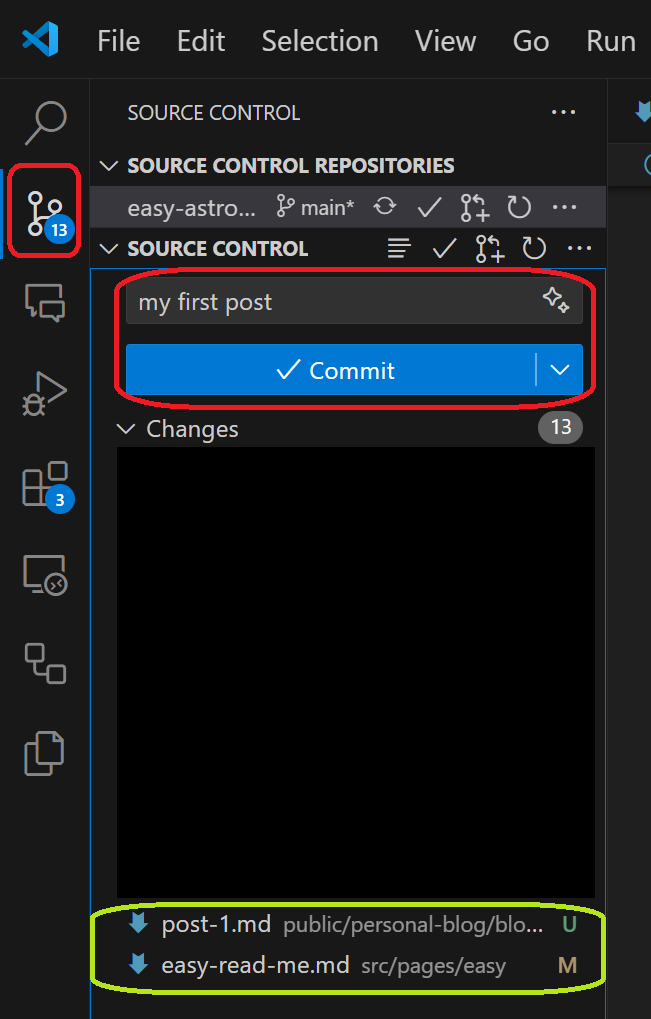 File Edit Selection View Go Run
SOURCE CONTROL ...
SOURCE CONTROL REPOSITORIES
easy-astro... main* ...
13
SOURCE CONTROL ...
my first post
Commit
Changes 13
3
post-1.md public/personal-blog/blo... U
easy-read-me.md src/pages/easy M